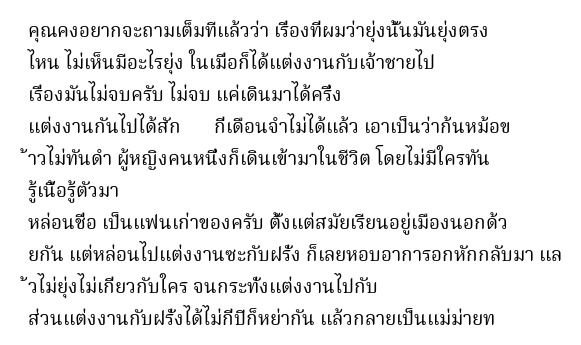 คุณคงอยากจะถามเต็มทีแล้วว่า เรื่องที่ผมว่ายุ่งนั้นมันยุ่งตรง
ไหน ไม่เห็นมีอะไรยุ่ง ในเมื่อก็ได้แต่งงานกับเจ้าชายไป
เรื่องมันไม่จบครับ ไม่จบ แค่เดินมาได้ครึ่ง
แต่งงานกันไปได้สัก กี่เดือนจำไม่ได้แล้ว เอาเป็นว่าก้นหม้อข
้าวไม่ทันดำ ผู้หญิงคนหนึ่งก็เดินเข้ามาในชีวิต โดยไม่มีใครทัน
รู้เนื้อรู้ตัวมา
หล่อนชื่อ เป็นแฟนเก่าของครับ ตั้งแต่สมัยเรียนอยู่เมืองนอกด้ว
ยกัน แต่หล่อนไปแต่งงานซะกับฝรั่ง ก็เลยหอบอาการอกหักกลับมา แล
้วไม่ยุ่งไม่เกี่ยวกับใคร จนกระทั่งแต่งงานไปกับ
ส่วนแต่งงานกับฝรั่งได้ไม่กี่ปีก็หย่ากัน แล้วกลายเป็นแม่ม่ายท